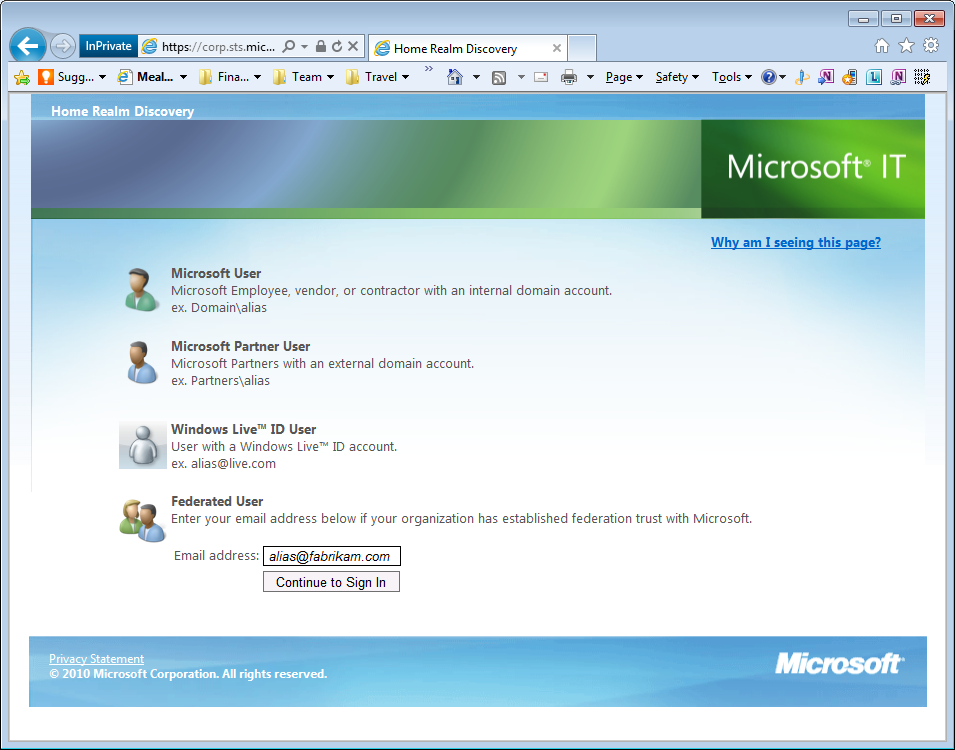 InPrivate
https://corp.sts.mic...
Home Realm Discovery
Sugg...
Meal...
Fina...
Team
Travel
»
Page
Safety
Tools
Home Realm Discovery
Microsoft® IT
Why am I seeing this page?
Microsoft User
Microsoft Employee, vendor, or contractor with an internal domain account.
ex. Domain\alias
Microsoft Partner User
Microsoft Partners with an external domain account.
ex. Partners\alias
Windows Live™ ID User
User with a Windows Live™ ID account.
ex. alias@live.com
Federated User
Enter your email address below if your organization has established federation trust with Microsoft.
Email address: alias@fabrikam.com
Continue to Sign In
Privacy Statement
© 2010 Microsoft Corporation. All rights reserved.
Microsoft®